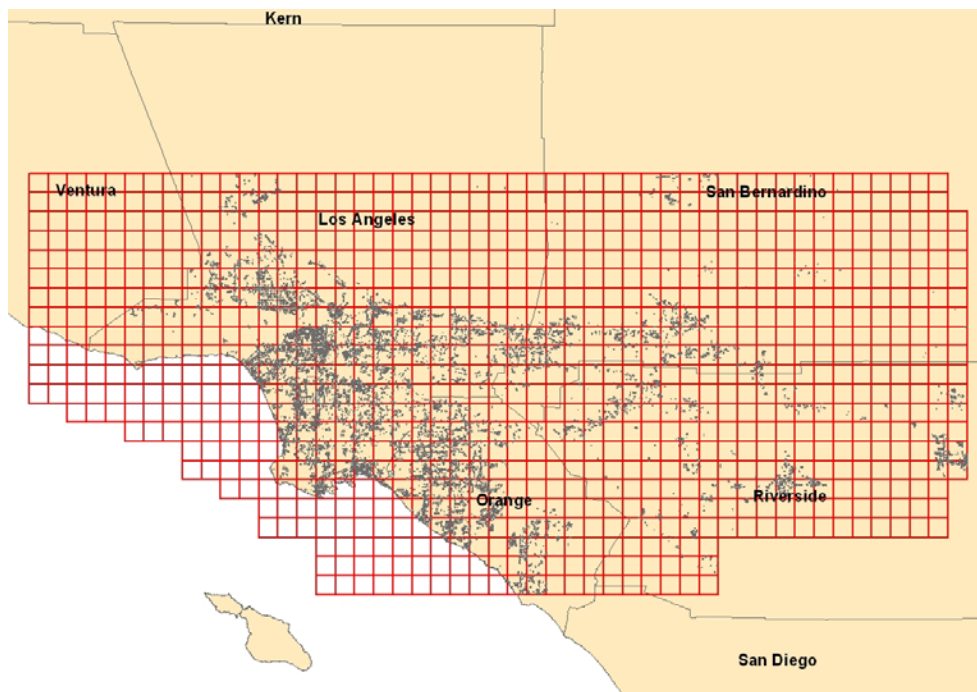 Kern
Ventura
San Bernardino
Los Angeles
Orange
Riverside
San Diego